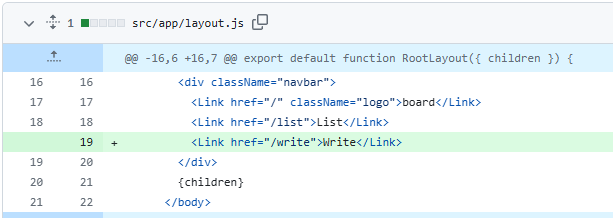 1 src/app/layout.js
@@ -16,6 +16,7 @@ export default function RootLayout({ children }) {
16 16 <div className="navbar">
17 17 <Link href="/" className="logo">board</Link>
18 18 <Link href="/list">List</Link>
19 + <Link href="/write">Write</Link>
19 20 </div>
20 21 {children}
21 22 </body>